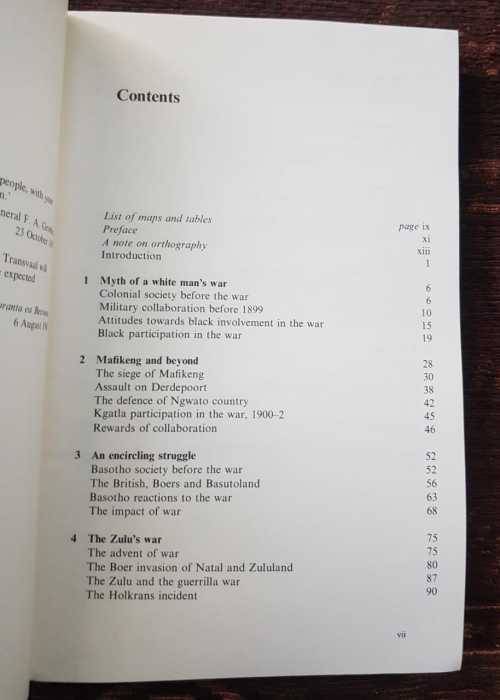 people, with your
n.'
neral F. A.
23 October
Transvaal will
expected
6 August
Contents
List of maps and tables page ix
Preface xi
A note on orthography xiii
Introduction 1
1 Myth of a white man's war 6
Colonial society before the war 6
Military collaboration before 1899 10
Attitudes towards black involvement in the war 15
Black participation in the war 19
2 Mafikeng and beyond 28
The siege of Mafikeng 30
Assault on Derdepoort 38
The defence of Ngwato country 42
Kgatla participation in the war, 1900–2 45
Rewards of collaboration 46
3 An encircling struggle 52
Basotho society before the war 52
The British, Boers and Basutoland 56
Basotho reactions to the war 63
The impact of war 68
4 The Zulu's war 75
The advent of war 75
The Boer invasion of Natal and Zululand 80
The Zulu and the guerrilla war 87
The Holkrans incident 90
vii